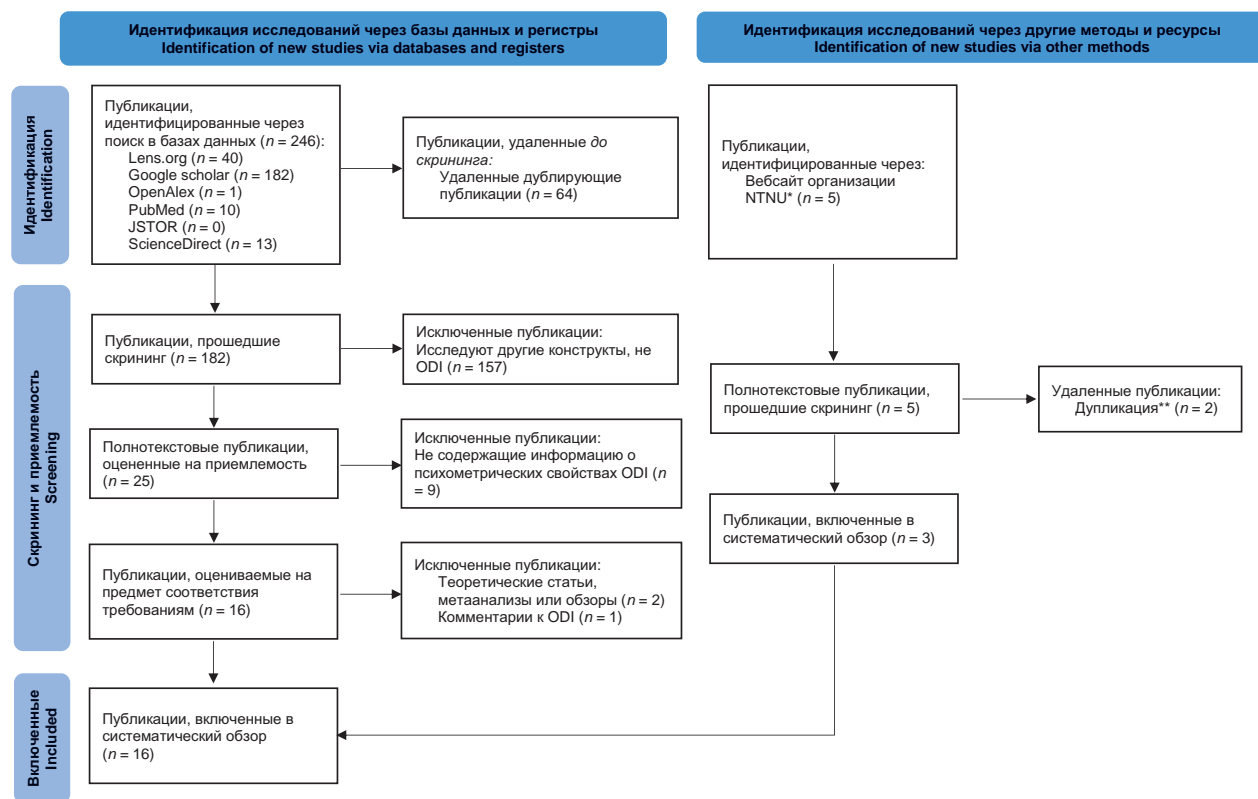 Идентификация исследований через базы данных и регистры
Identification of new studies via databases and registers
Идентификация исследований через другие методы и ресурсы
Identification of new studies via other methods
Идентификация
Identification
Публикации,
идентифицированные через
поиск в базах данных (n = 246):
Lens.org (n = 40)
Google scholar (n = 182)
OpenAlex (n = 1)
PubMed (n = 10)
JSTOR (n = 0)
ScienceDirect (n = 13)
Публикации, удаленные до
скрининга:
Удаленные дублирующие
публикации (n = 64)
Публикации,
идентифицированные через:
Вебсайт организации
NTNU* (n = 5)
Скрининг и приемлемость
Screening
Публикации, прошедшие
скрининг (n = 182)
Исключенные публикации:
Исследуют другие конструкты, не
ODI (n = 157)
Полнотекстовые публикации,
прошедшие скрининг (n = 5)
Удаленные публикации:
Дупликация** (n = 2)
Полнотекстовые публикации,
оцененные на приемлемость
(n = 25)
Исключенные публикации:
Не содержащие информацию о
психометрических свойствах ODI (n
= 9)
Публикации, включенные в
систематический обзор (n = 3)
Публикации, оцениваемые на
предмет соответствия
требованиям (n = 16)
Исключенные публикации:
Теоретические статьи,
метаанализы или обзоры (n = 2)
Комментарии к ODI (n = 1)
Включенные
Included
Публикации, включенные в
систематический обзор
(n = 16)